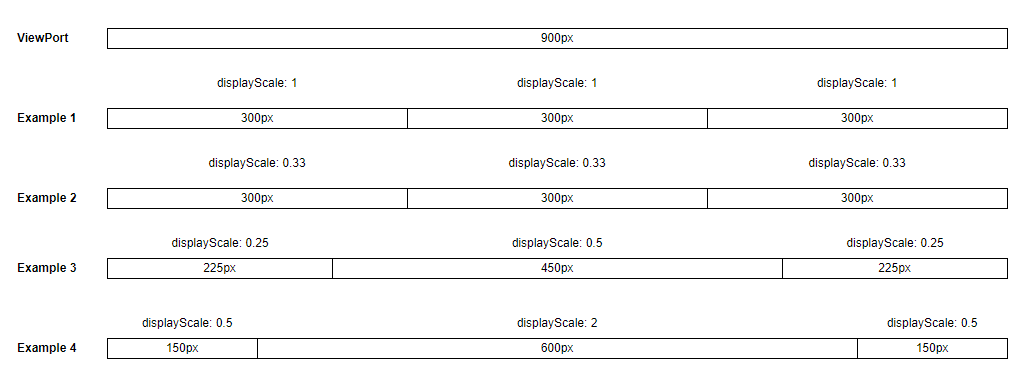 ViewPort 900px
displayScale: 1 displayScale: 1 displayScale: 1
Example 1 300px 300px 300px
displayScale: 0.33 displayScale: 0.33 displayScale: 0.33
Example 2 300px 300px 300px
displayScale: 0.25 displayScale: 0.5 displayScale: 0.25
Example 3 225px 450px 225px
displayScale: 0.5 displayScale: 2 displayScale: 0.5
Example 4 150px 600px 150px